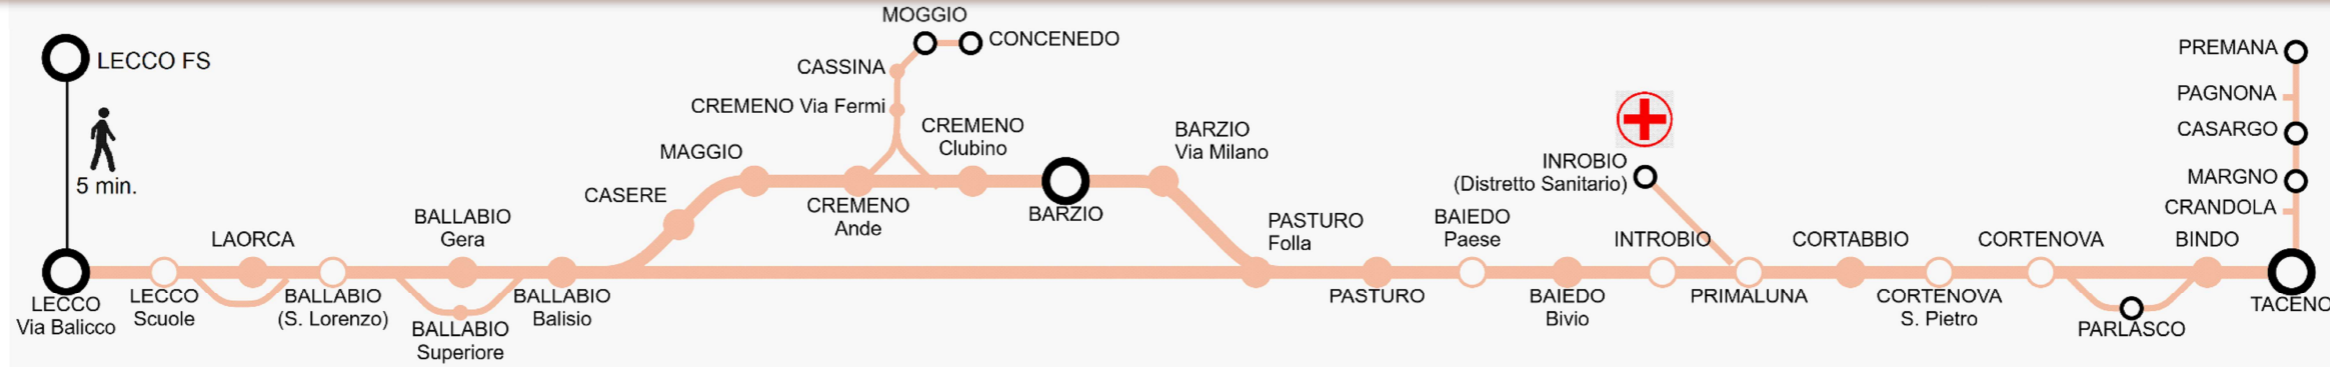 LECCO FS
5 min.
LECCO
Via Balicco
LECCO
Scuole
LAORCA
BALLABIO
(S. Lorenzo)
BALLABIO
Gera
BALLABIO
Superiore
BALLABIO
Balisio
CASERE
MAGGIO
CREMENO
Ande
CREMENO Via Fermi
CASSINA
MOGGIO
CONCENEDO
CREMENO
Clubino
BARZIO
BARZIO
Via Milano
PASTURO
Folla
PASTURO
BAIEDO
Paese
BAIEDO
Bivio
INROBIO
(Distretto Sanitario)
INTROBIO
PRIMALUNA
CORTABBIO
CORTENOVA
S. Pietro
CORTENOVA
PARLASCO
BINDO
TACENO
CRANDOLA
MARGNO
CASARGO
PAGNONA
PREMANA